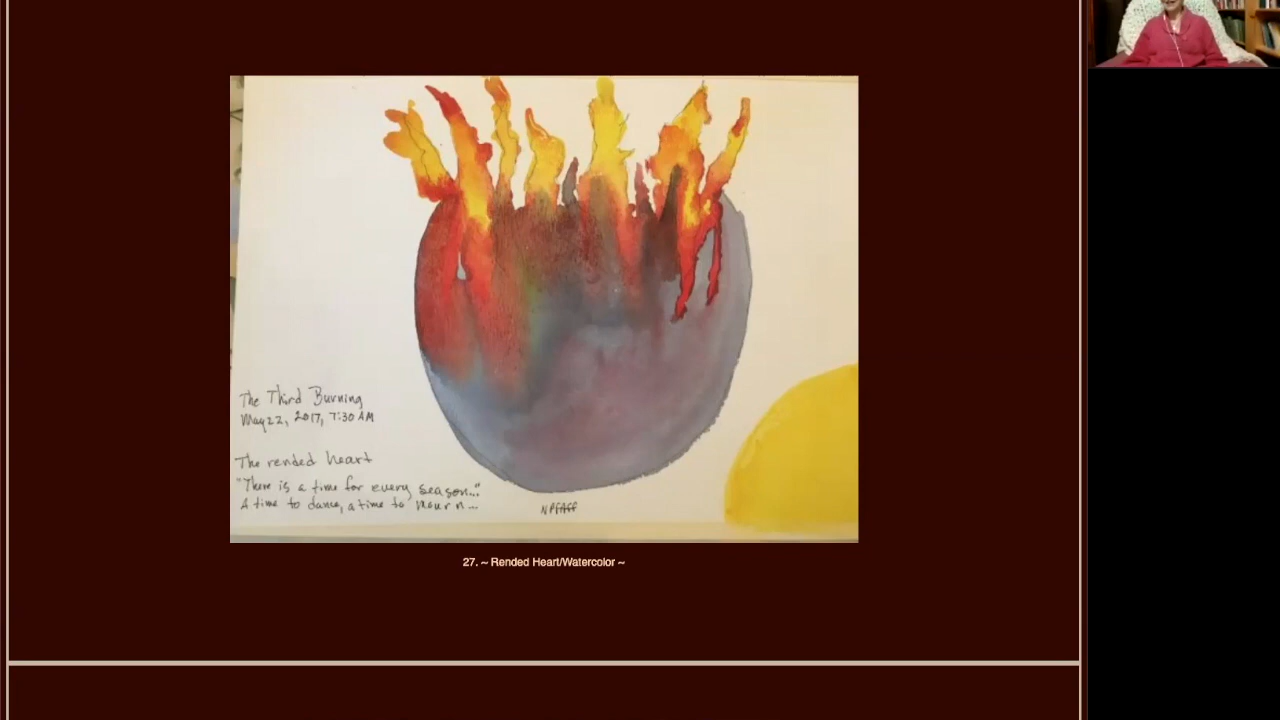 The Third Burning
May 22, 2017, 7:30 AM
The rended heart
"There is a time for every season..."
A time to dance, a time to mourn...
NPFAFF
27. ~ Rended Heart/Watercolor ~